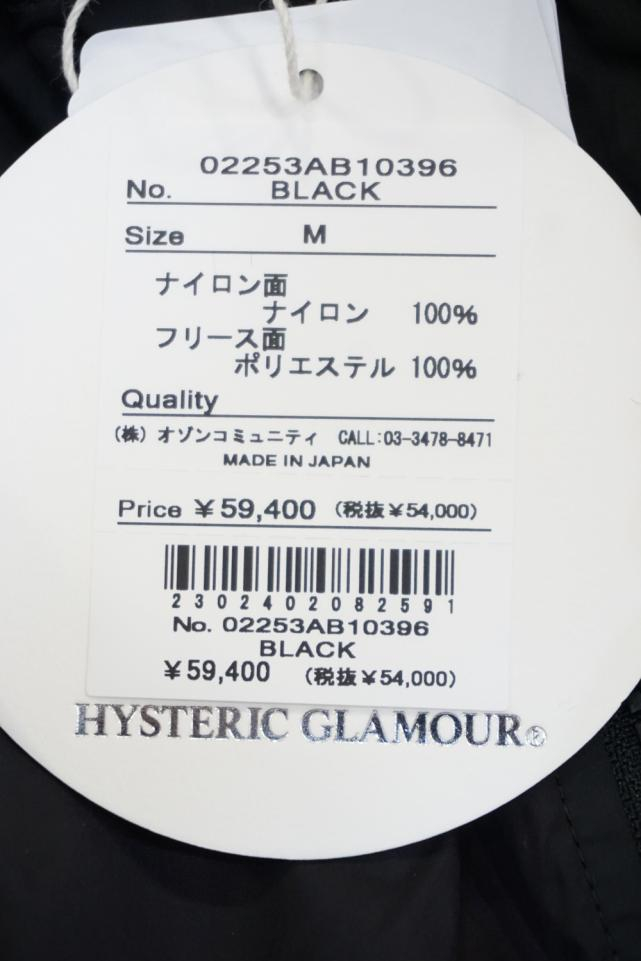 02253AB10396
No. BLACK
Size M
ナイロン面
ナイロン 100%
フリース面
ポリエステル 100%
Quality
(株) オゾンコミュニティ CALL:03-3478-8471
MADE IN JAPAN
Price ¥59,400 (税抜¥54,000)
2302402082591
No. 02253AB10396
BLACK
¥59,400 (税抜¥54,000)
HYSTERIC GLAMOUR®